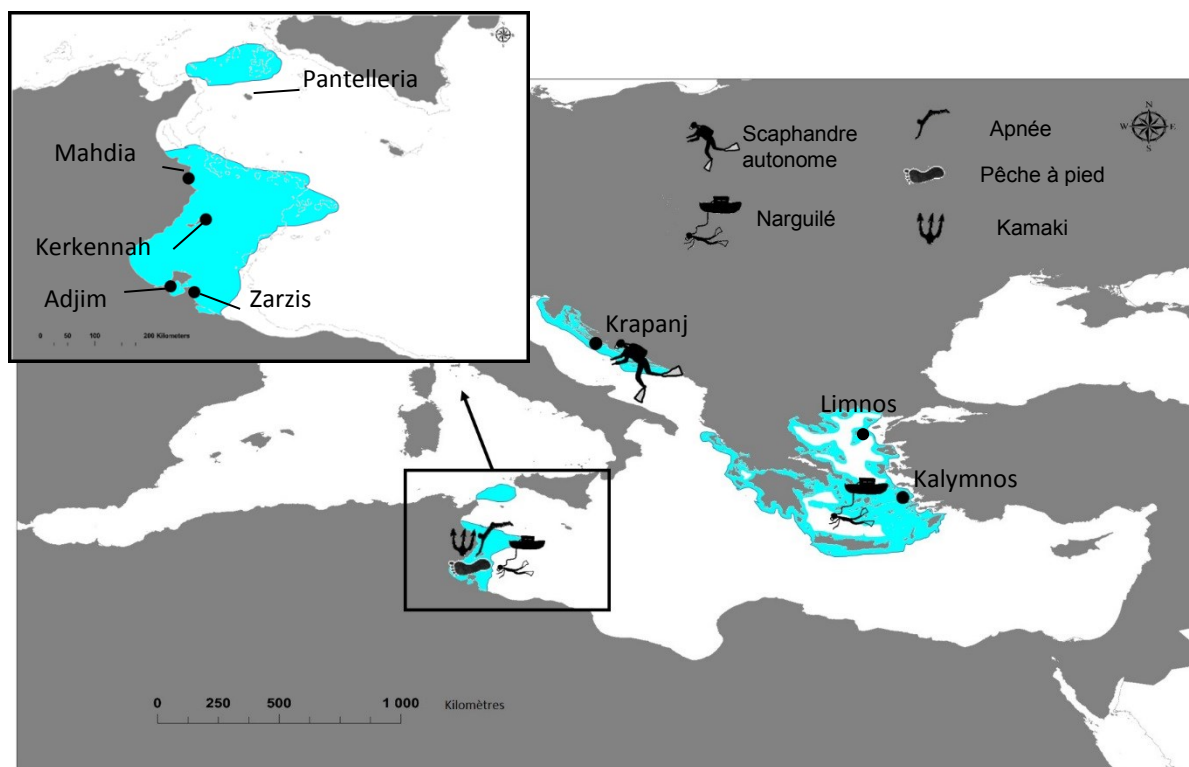 Pantelleria
Mahdia
Kerkennah
Adjim
Zarzis
0 50 100 200 Kilometers
Scaphandre
autonome
Apnée
Pêche à pied
Narguilé
Kamaki
N
W E
S
Krapanj
Limnos
Kalymnos
0 250 500 1 000 Kilomètres